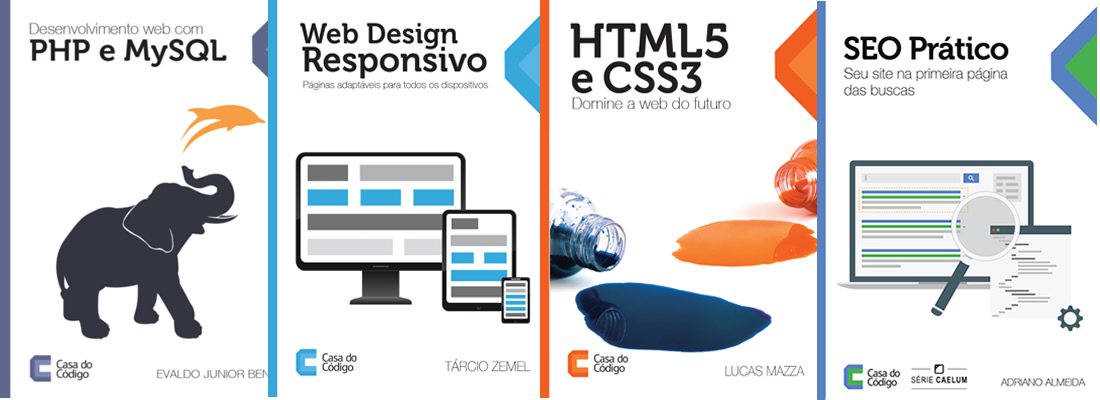 Desenvolvimento web com
PHP e MySQL
Casa do
Código
EVALDO JUNIOR BEN
Web Design
Responsivo
Páginas adaptáveis para todos os dispositivos
Casa do
Código
TÁRCIO ZEMEL
HTML5
e CSS3
Domine a web do futuro
Casa do
Código
LUCAS MAZZA
SEO Prático
Seu site na primeira página
das buscas
Casa do
Código
SÉRIE CAELUM
ADRIANO ALMEIDA